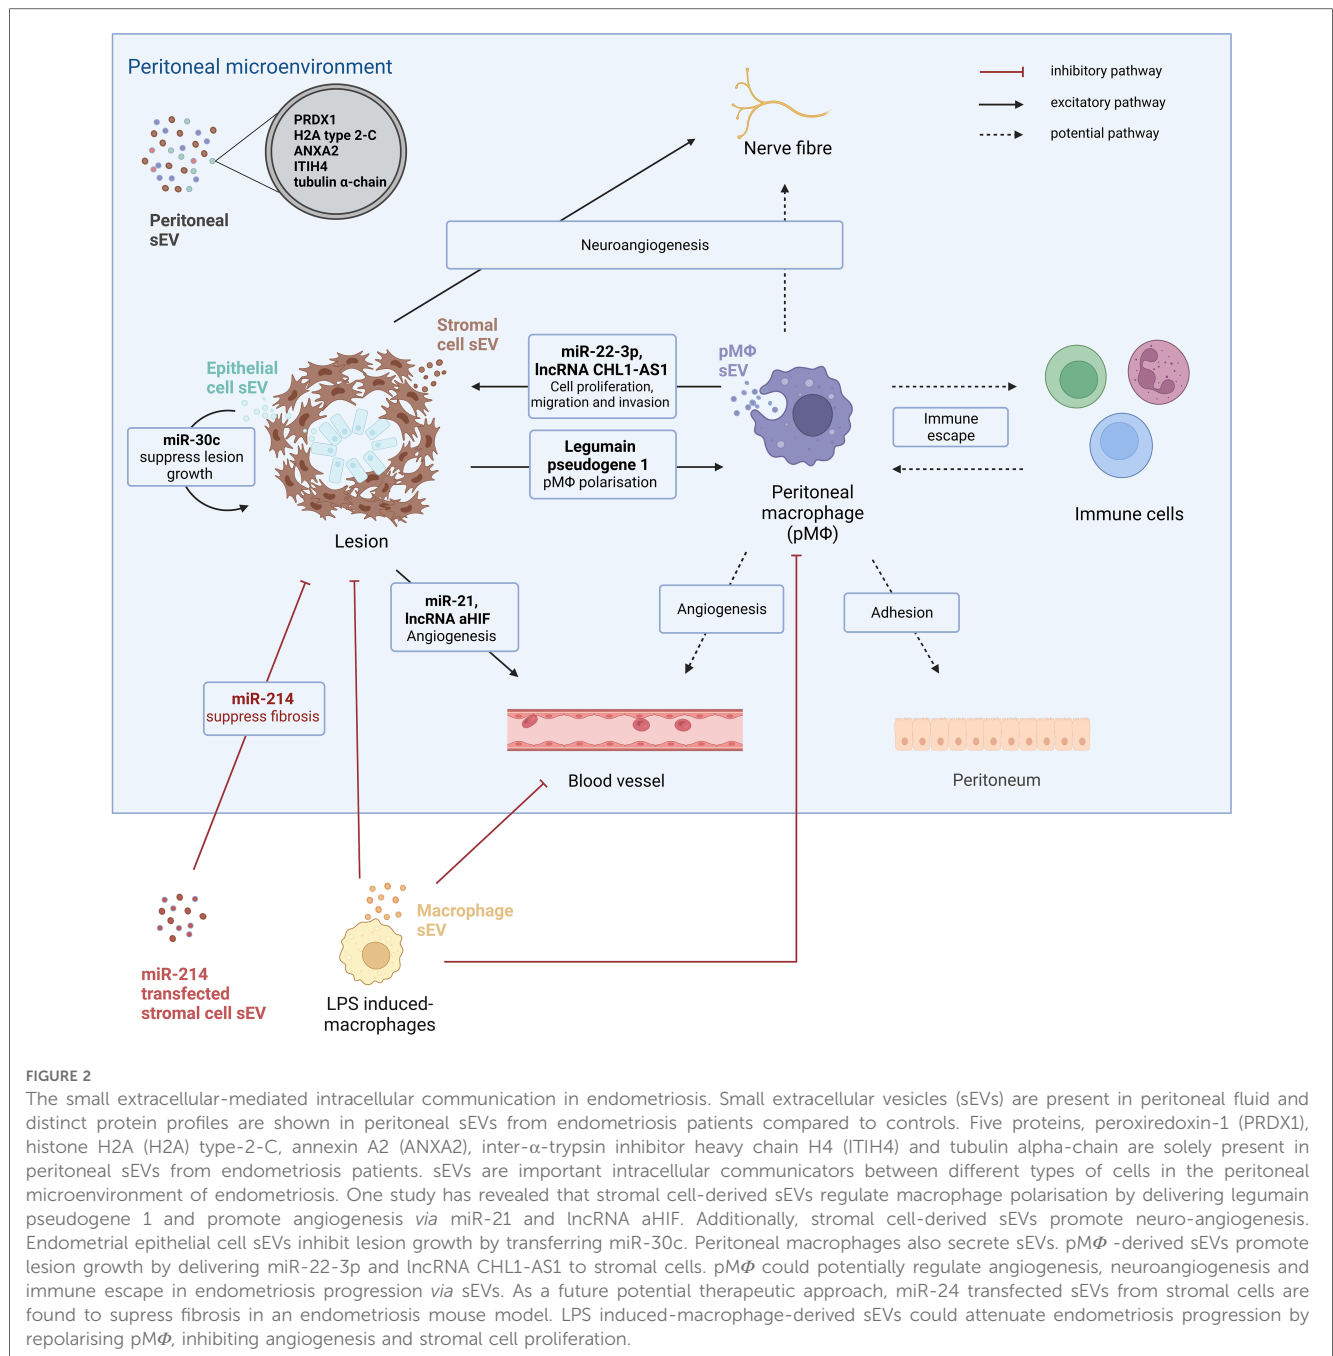 Peritoneal microenvironment
inhibitory pathway
excitatory pathway
potential pathway
PRDX1
H2A type 2-C
ANXA2
ITIH4
tubulin α-chain
Peritoneal
sEV
Nerve fibre
Neuroangiogenesis
Stromal
cell sEV
Epithelial
cell sEV
miR-22-3p,
lncRNA CHL1-AS1
Cell proliferation,
migration and invasion
pMΦ
sEV
miR-30c
suppress lesion
growth
Legumain
pseudogene 1
pMΦ polarisation
Immune
escape
Lesion
Peritoneal
macrophage
(pMΦ)
Immune cells
miR-21,
lncRNA aHIF
Angiogenesis
Angiogenesis
Adhesion
miR-214
suppress fibrosis
Blood vessel
Peritoneum
Macrophage
sEV
miR-214
transfected
stromal cell sEV
LPS induced-
macrophages
FIGURE 2
The small extracellular-mediated intracellular communication in endometriosis. Small extracellular vesicles (sEVs) are present in peritoneal fluid and
distinct protein profiles are shown in peritoneal sEVs from endometriosis patients compared to controls. Five proteins, peroxiredoxin-1 (PRDX1),
histone H2A (H2A) type-2-C, annexin A2 (ANXA2), inter-α-trypsin inhibitor heavy chain H4 (ITIH4) and tubulin alpha-chain are solely present in
peritoneal sEVs from endometriosis patients. sEVs are important intracellular communicators between different types of cells in the peritoneal
microenvironment of endometriosis. One study has revealed that stromal cell-derived sEVs regulate macrophage polarisation by delivering legumain
pseudogene 1 and promote angiogenesis via miR-21 and lncRNA aHIF. Additionally, stromal cell-derived sEVs promote neuro-angiogenesis.
Endometrial epithelial cell sEVs inhibit lesion growth by transferring miR-30c. Peritoneal macrophages also secrete sEVs. pMΦ -derived sEVs promote
lesion growth by delivering miR-22-3p and lncRNA CHL1-AS1 to stromal cells. pMΦ could potentially regulate angiogenesis, neuroangiogenesis and
immune escape in endometriosis progression via sEVs. As a future potential therapeutic approach, miR-24 transfected sEVs from stromal cells are
found to supress fibrosis in an endometriosis mouse model. LPS induced-macrophage-derived sEVs could attenuate endometriosis progression by
repolarising pMΦ, inhibiting angiogenesis and stromal cell proliferation.